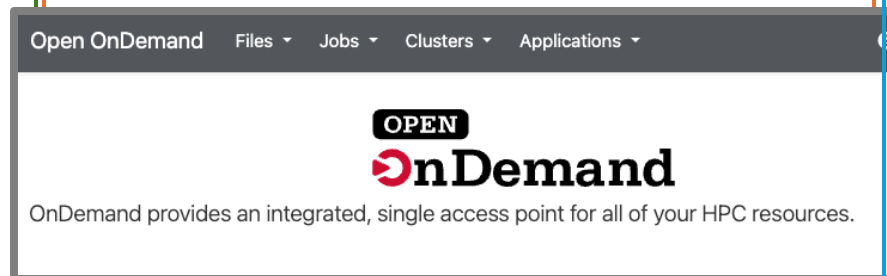 Open OnDemand Files Jobs Clusters Applications
OPEN
OnDemand
OnDemand provides an integrated, single access point for all of your HPC resources.